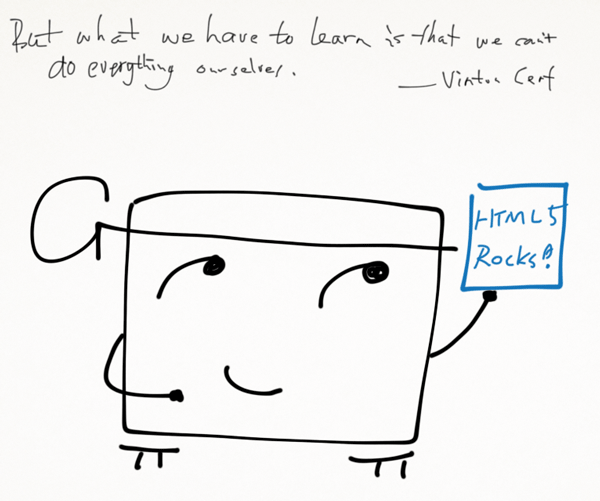 But what we have to learn is that we can't
do everything ourselves.
— Vinton Cerf
HTML5
Rocks!